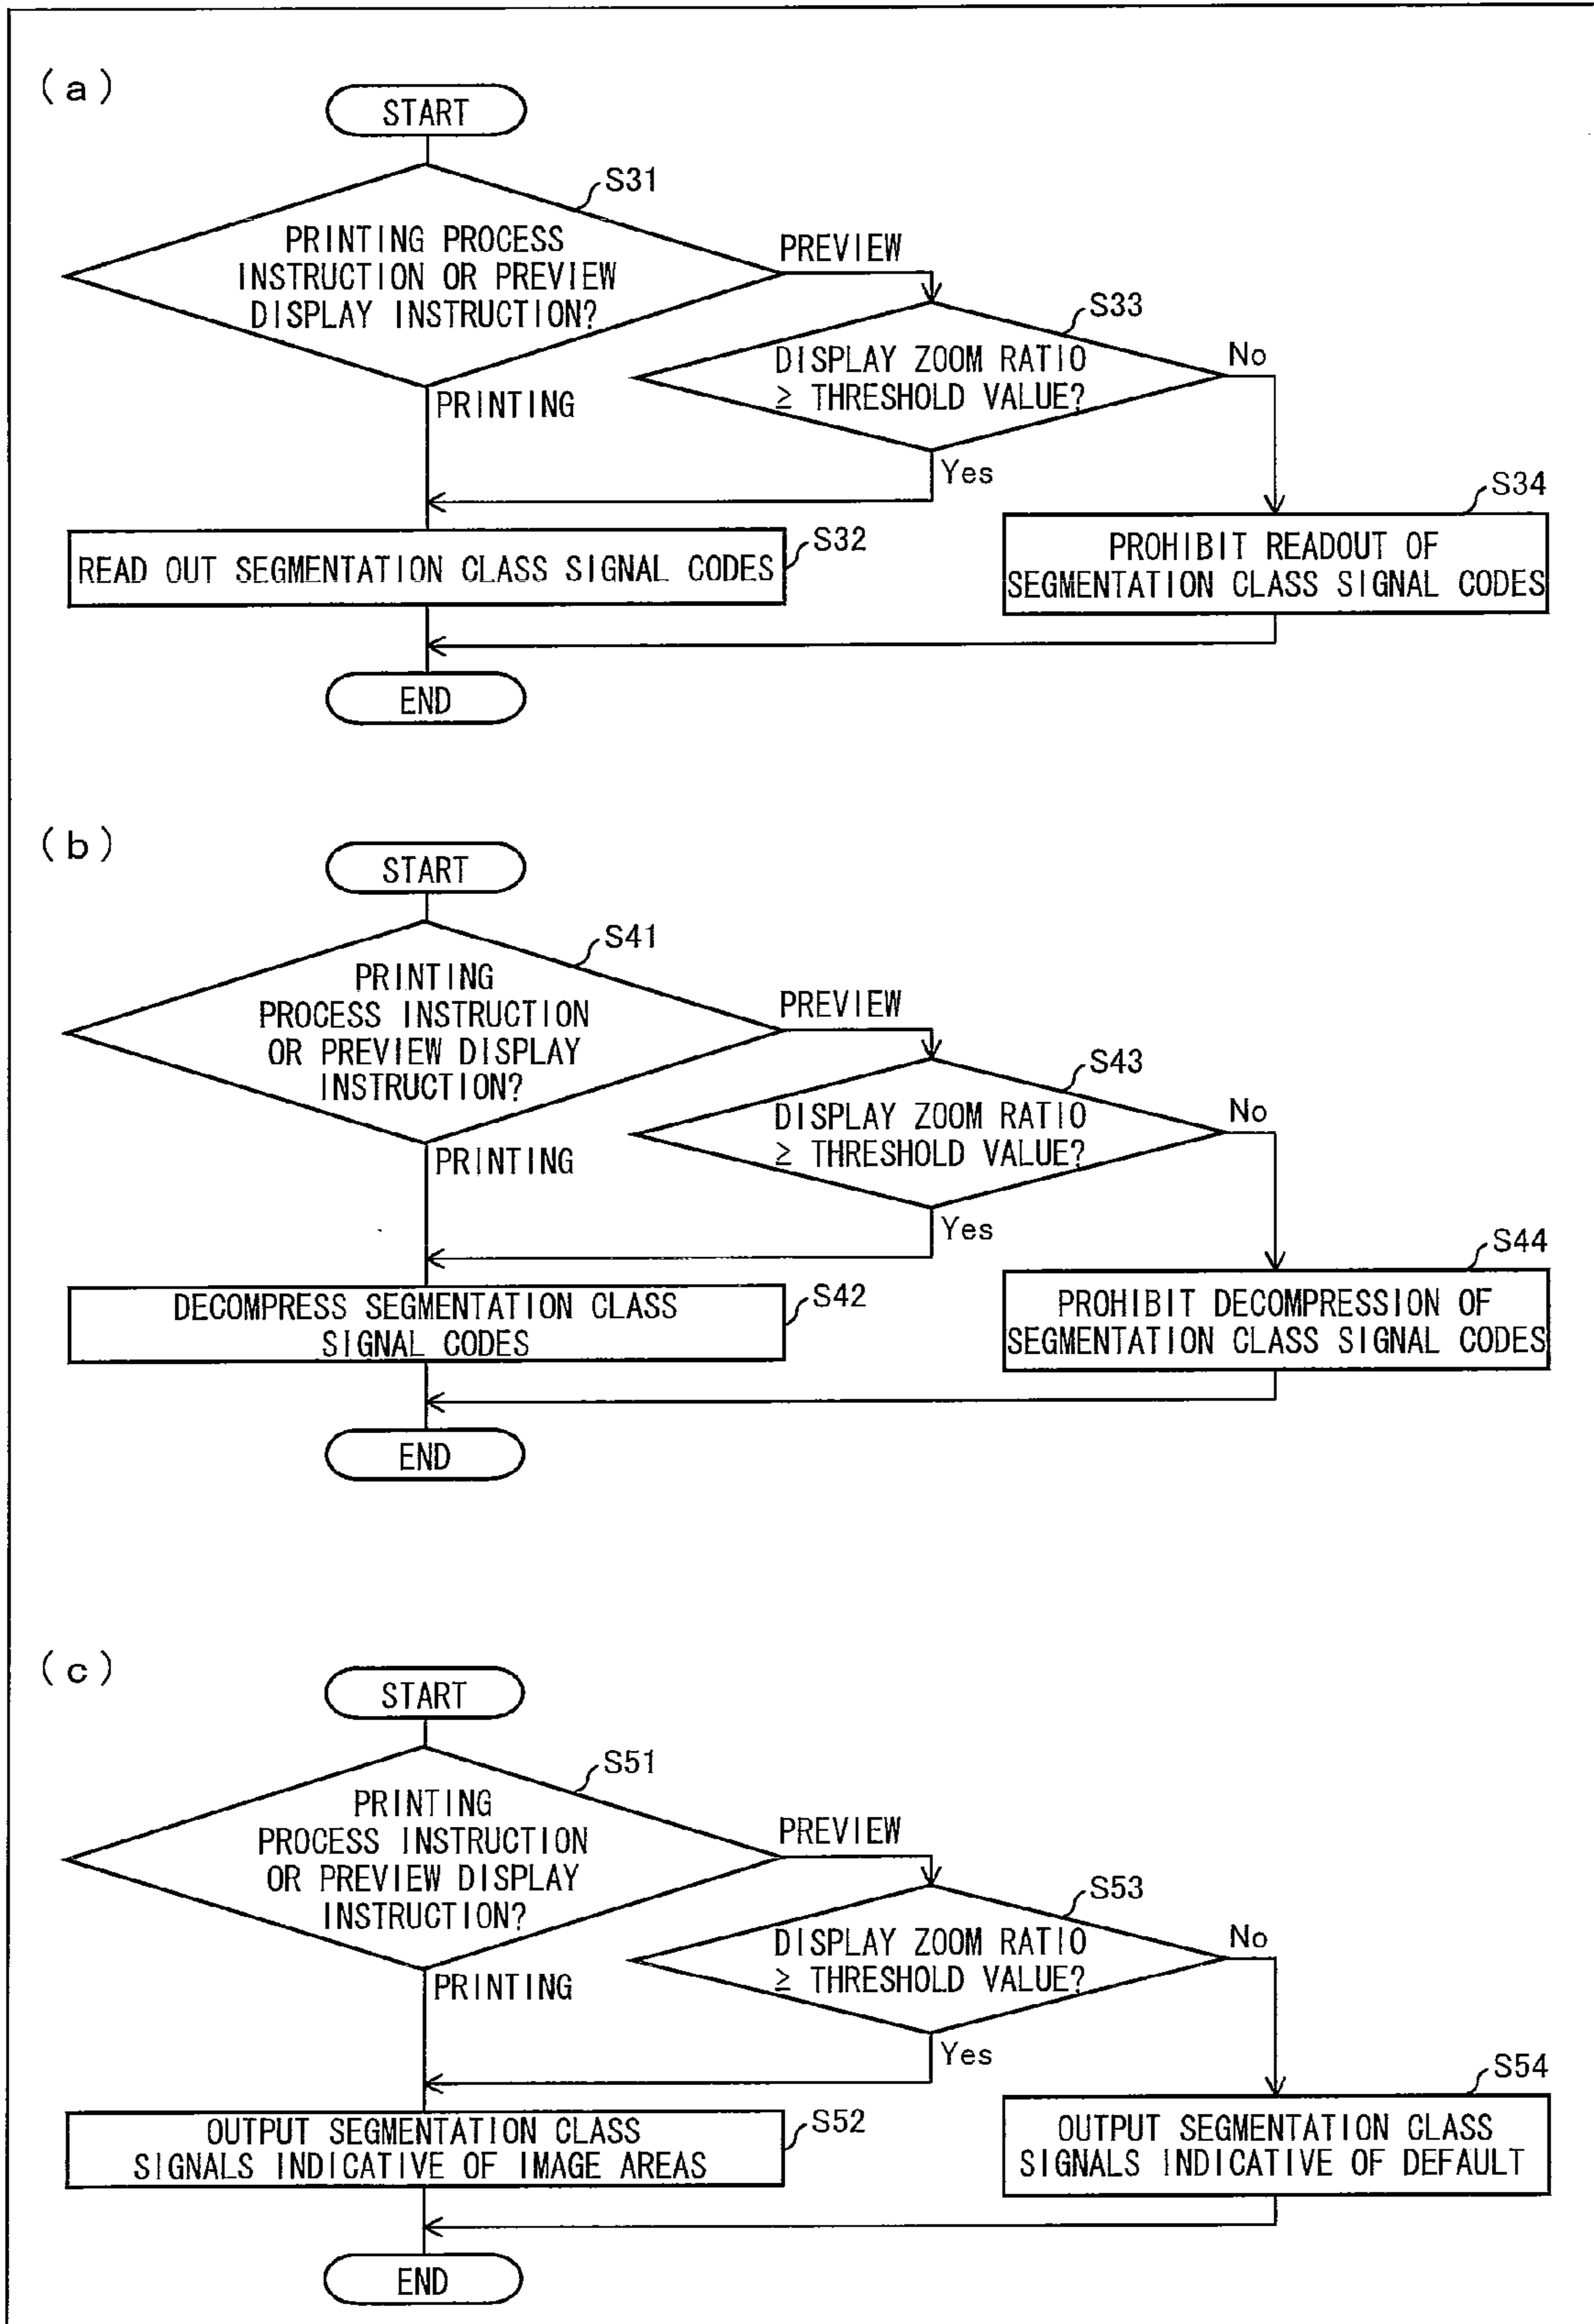 (a)
START
S31
PRINTING PROCESS
INSTRUCTION OR PREVIEW
DISPLAY INSTRUCTION?
PREVIEW
PRINTING
S33
DISPLAY ZOOM RATIO
≥ THRESHOLD VALUE?
No
Yes
S32
READ OUT SEGMENTATION CLASS SIGNAL CODES
S34
PROHIBIT READOUT OF
SEGMENTATION CLASS SIGNAL CODES
END
(b)
START
S41
PRINTING
PROCESS INSTRUCTION
OR PREVIEW DISPLAY
INSTRUCTION?
PREVIEW
PRINTING
S43
DISPLAY ZOOM RATIO
≥ THRESHOLD VALUE?
No
Yes
S42
DECOMPRESS SEGMENTATION CLASS
SIGNAL CODES
S44
PROHIBIT DECOMPRESSION OF
SEGMENTATION CLASS SIGNAL CODES
END
(c)
START
S51
PRINTING
PROCESS INSTRUCTION
OR PREVIEW DISPLAY
INSTRUCTION?
PREVIEW
PRINTING
S53
DISPLAY ZOOM RATIO
≥ THRESHOLD VALUE?
No
Yes
S52
OUTPUT SEGMENTATION CLASS
SIGNALS INDICATIVE OF IMAGE AREAS
S54
OUTPUT SEGMENTATION CLASS
SIGNALS INDICATIVE OF DEFAULT
END